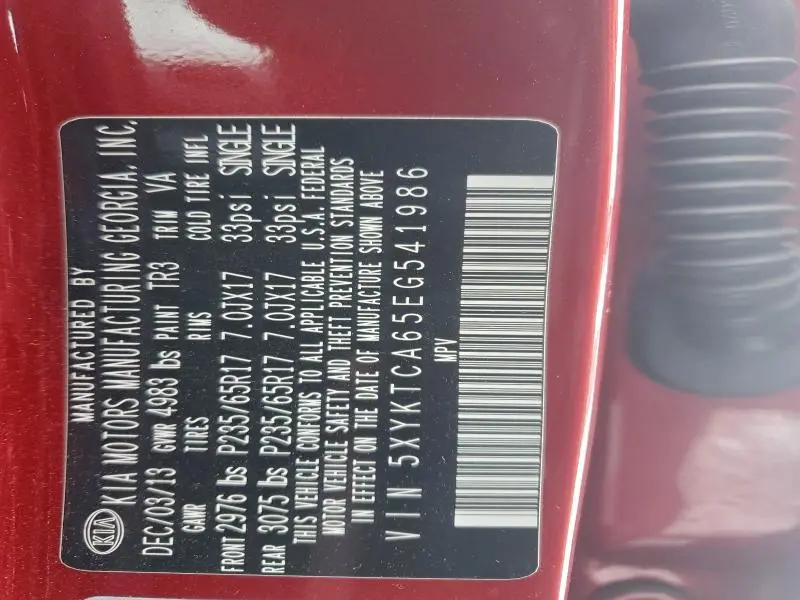 MANUFACTURED BY
KIA KIA MOTORS MANUFACTURING GEORGIA, INC.
DEC/03/13 GVWR 4983 lbs PAINT TR3 TRIM VA
GAWR TIRES RIMS COLD TIRE INFL
FRONT 2976 lbs P235/65R17 7.0JX17 33psi SINGLE
REAR 3075 lbs P235/65R17 7.0JX17 33psi SINGLE
THIS VEHICLE CONFORMS TO ALL APPLICABLE U.S.A. FEDERAL
MOTOR VEHICLE SAFETY AND THEFT PREVENTION STANDARDS
IN EFFECT ON THE DATE OF MANUFACTURE SHOWN ABOVE
VIN 5XYKTCA65EG541986
MPV